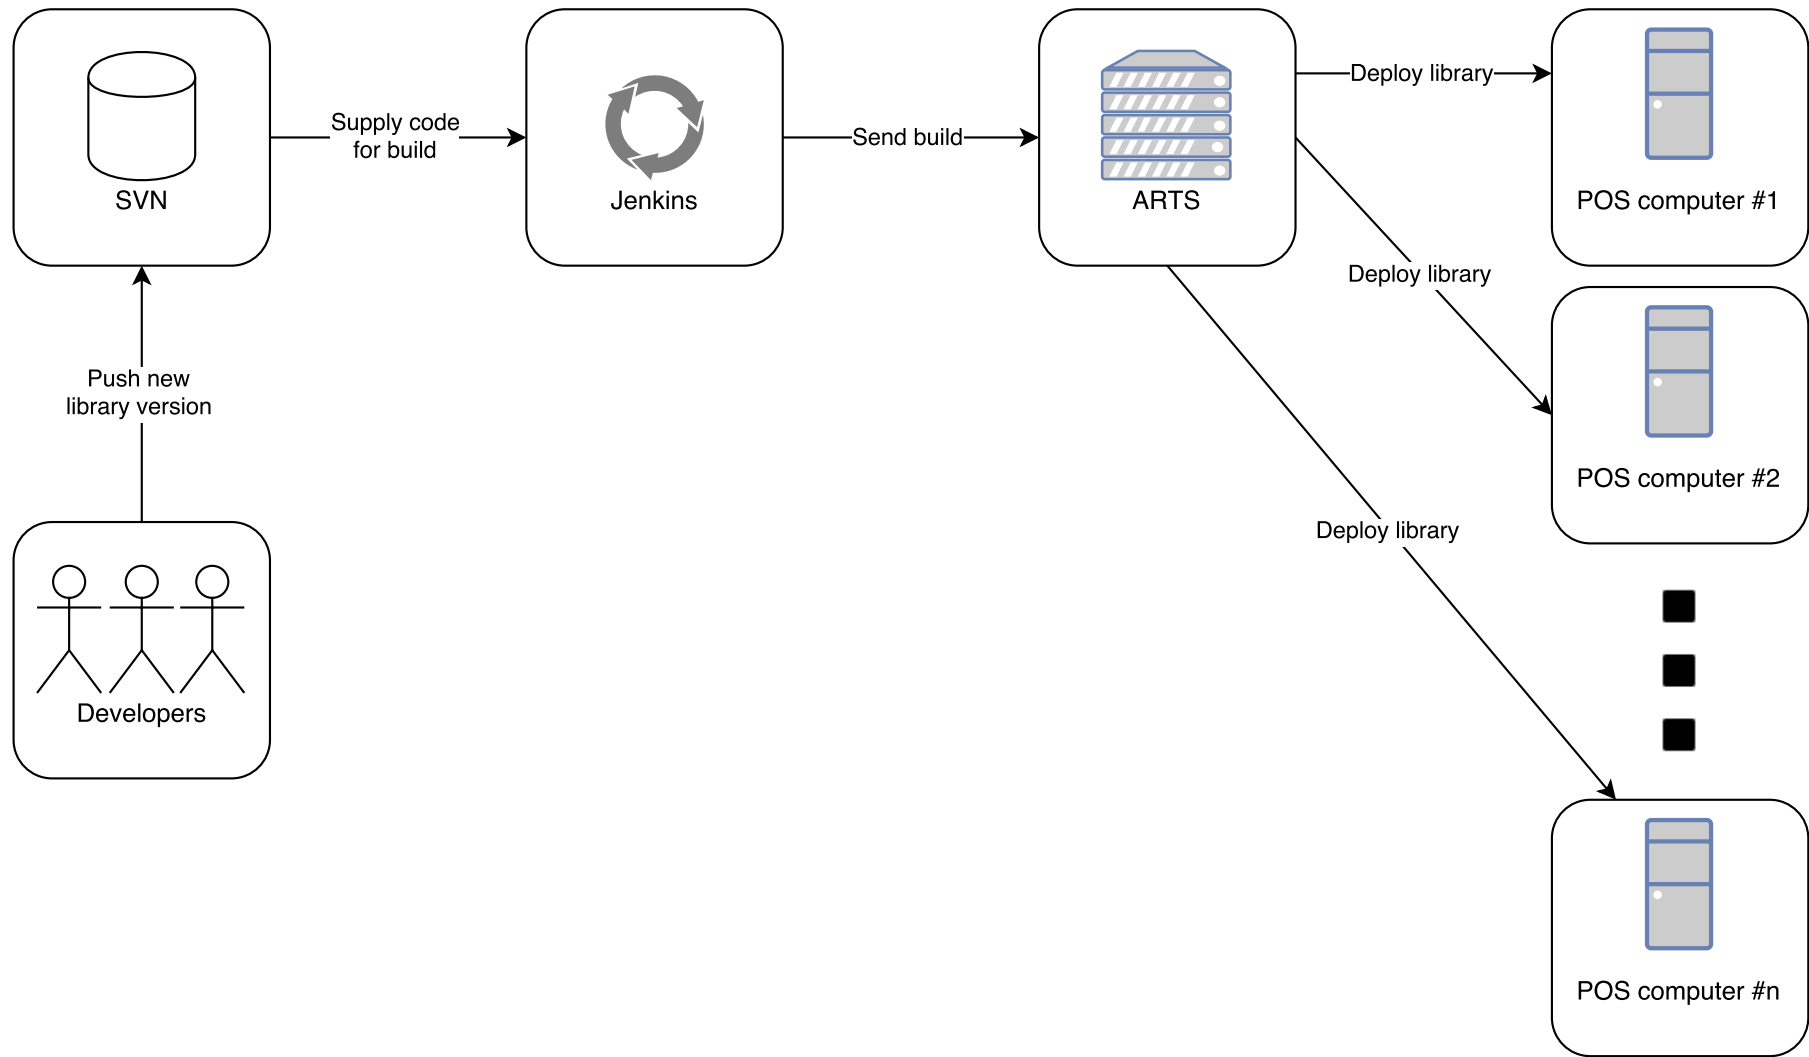 SVN
Supply code
for build
Jenkins
Send build
ARTS
Deploy library
POS computer #1
Deploy library
POS computer #2
Push new
library version
Deploy library
Developers
POS computer #n